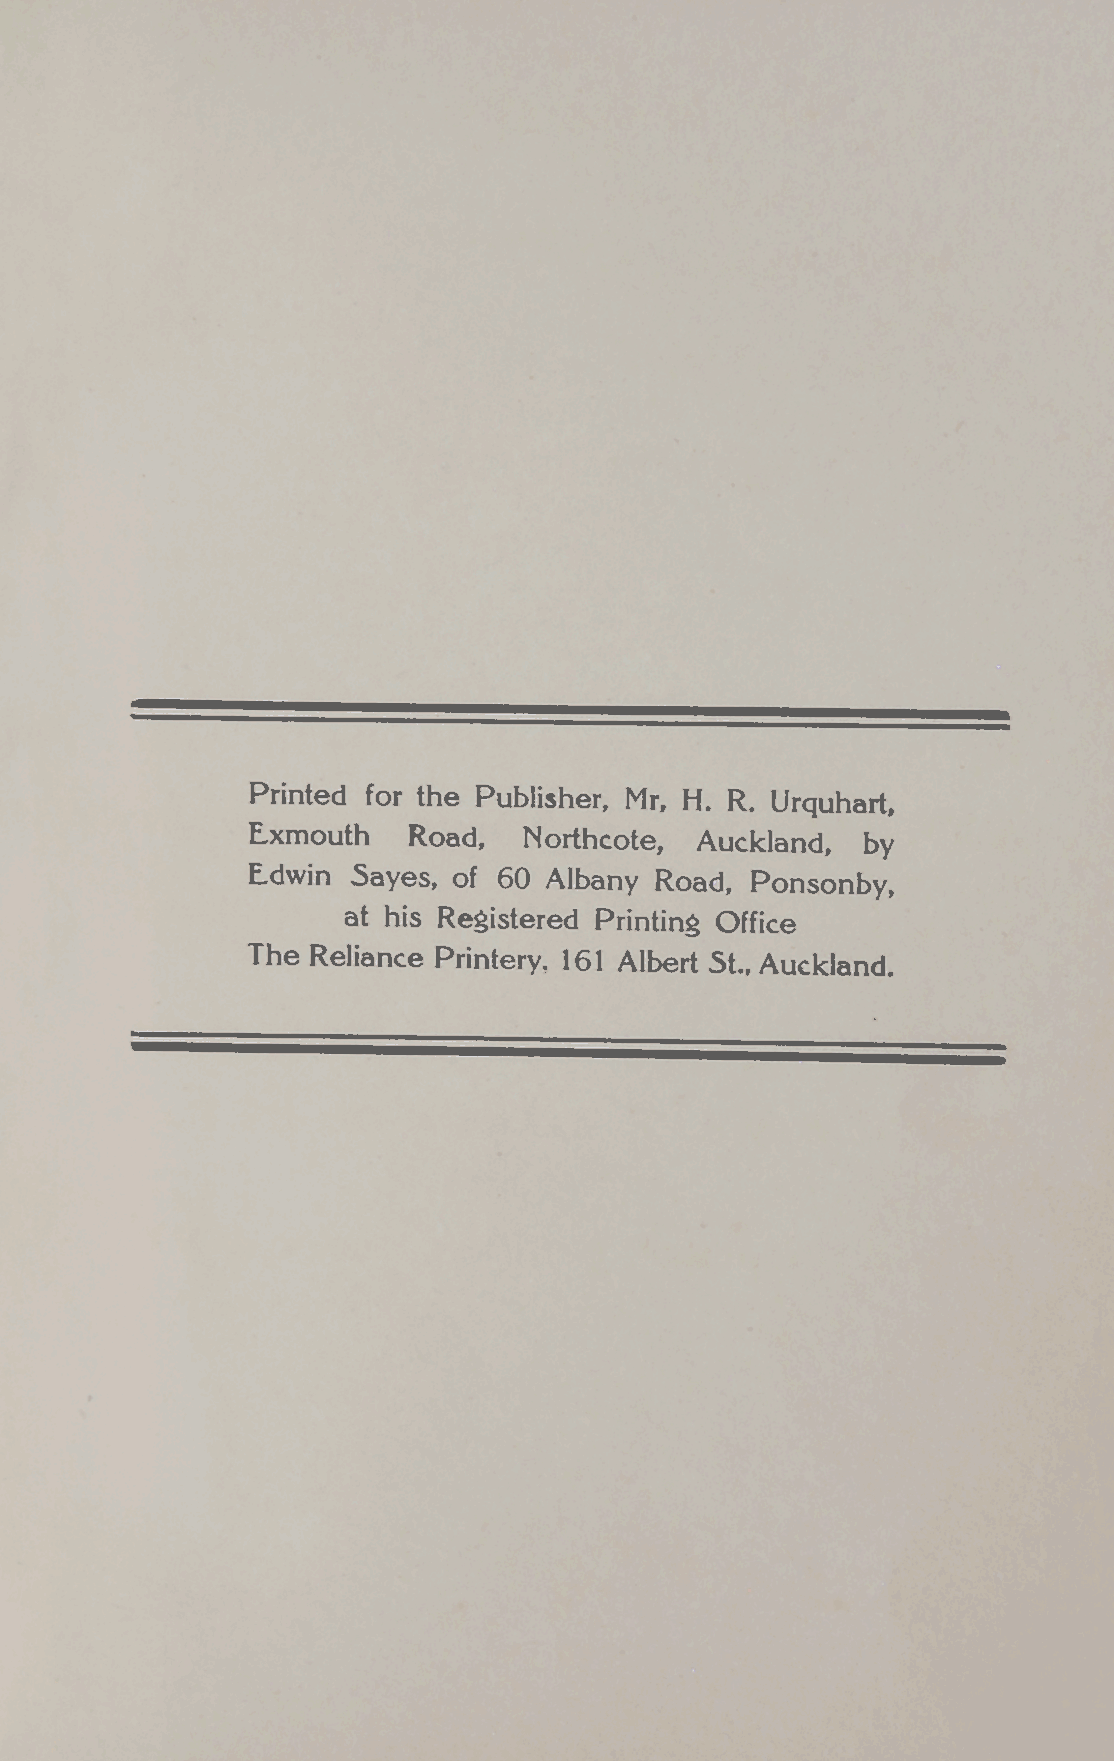 Printed for the Publisher, Mr, H. R. Urquhart,
Exmouth Road, Northcote, Auckland, by
Edwin Sayes, of 60 Albany Road, Ponsonby,
at his Registered Printing Office
The Reliance Printery. 161 Albert St., Auckland.